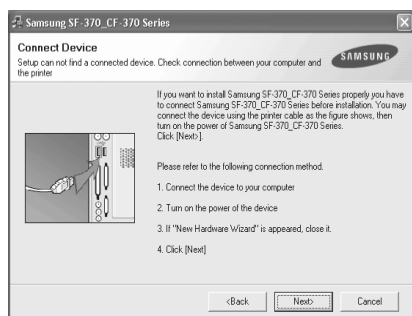 Samsung SF-370_CF-370 Series
Connect Device
Setup can not find a connected device. Check connection between your computer and
the printer
SAMSUNG
If you want to install Samsung SF-370_CF-370 Series properly you have
to connect Samsung SF-370_CF-370 Series before installation. You may
connect the device using the printer cable as the figure shows, then
turn on the power of Samsung SF-370_CF-370 Series.
Click [Next>].
Please refer to the following connection method.
1. Connect the device to your computer
2. Turn on the power of the device
3. If "New Hardware Wizard" is appeared, close it.
4. Click [Next]
<Back
Next>
Cancel